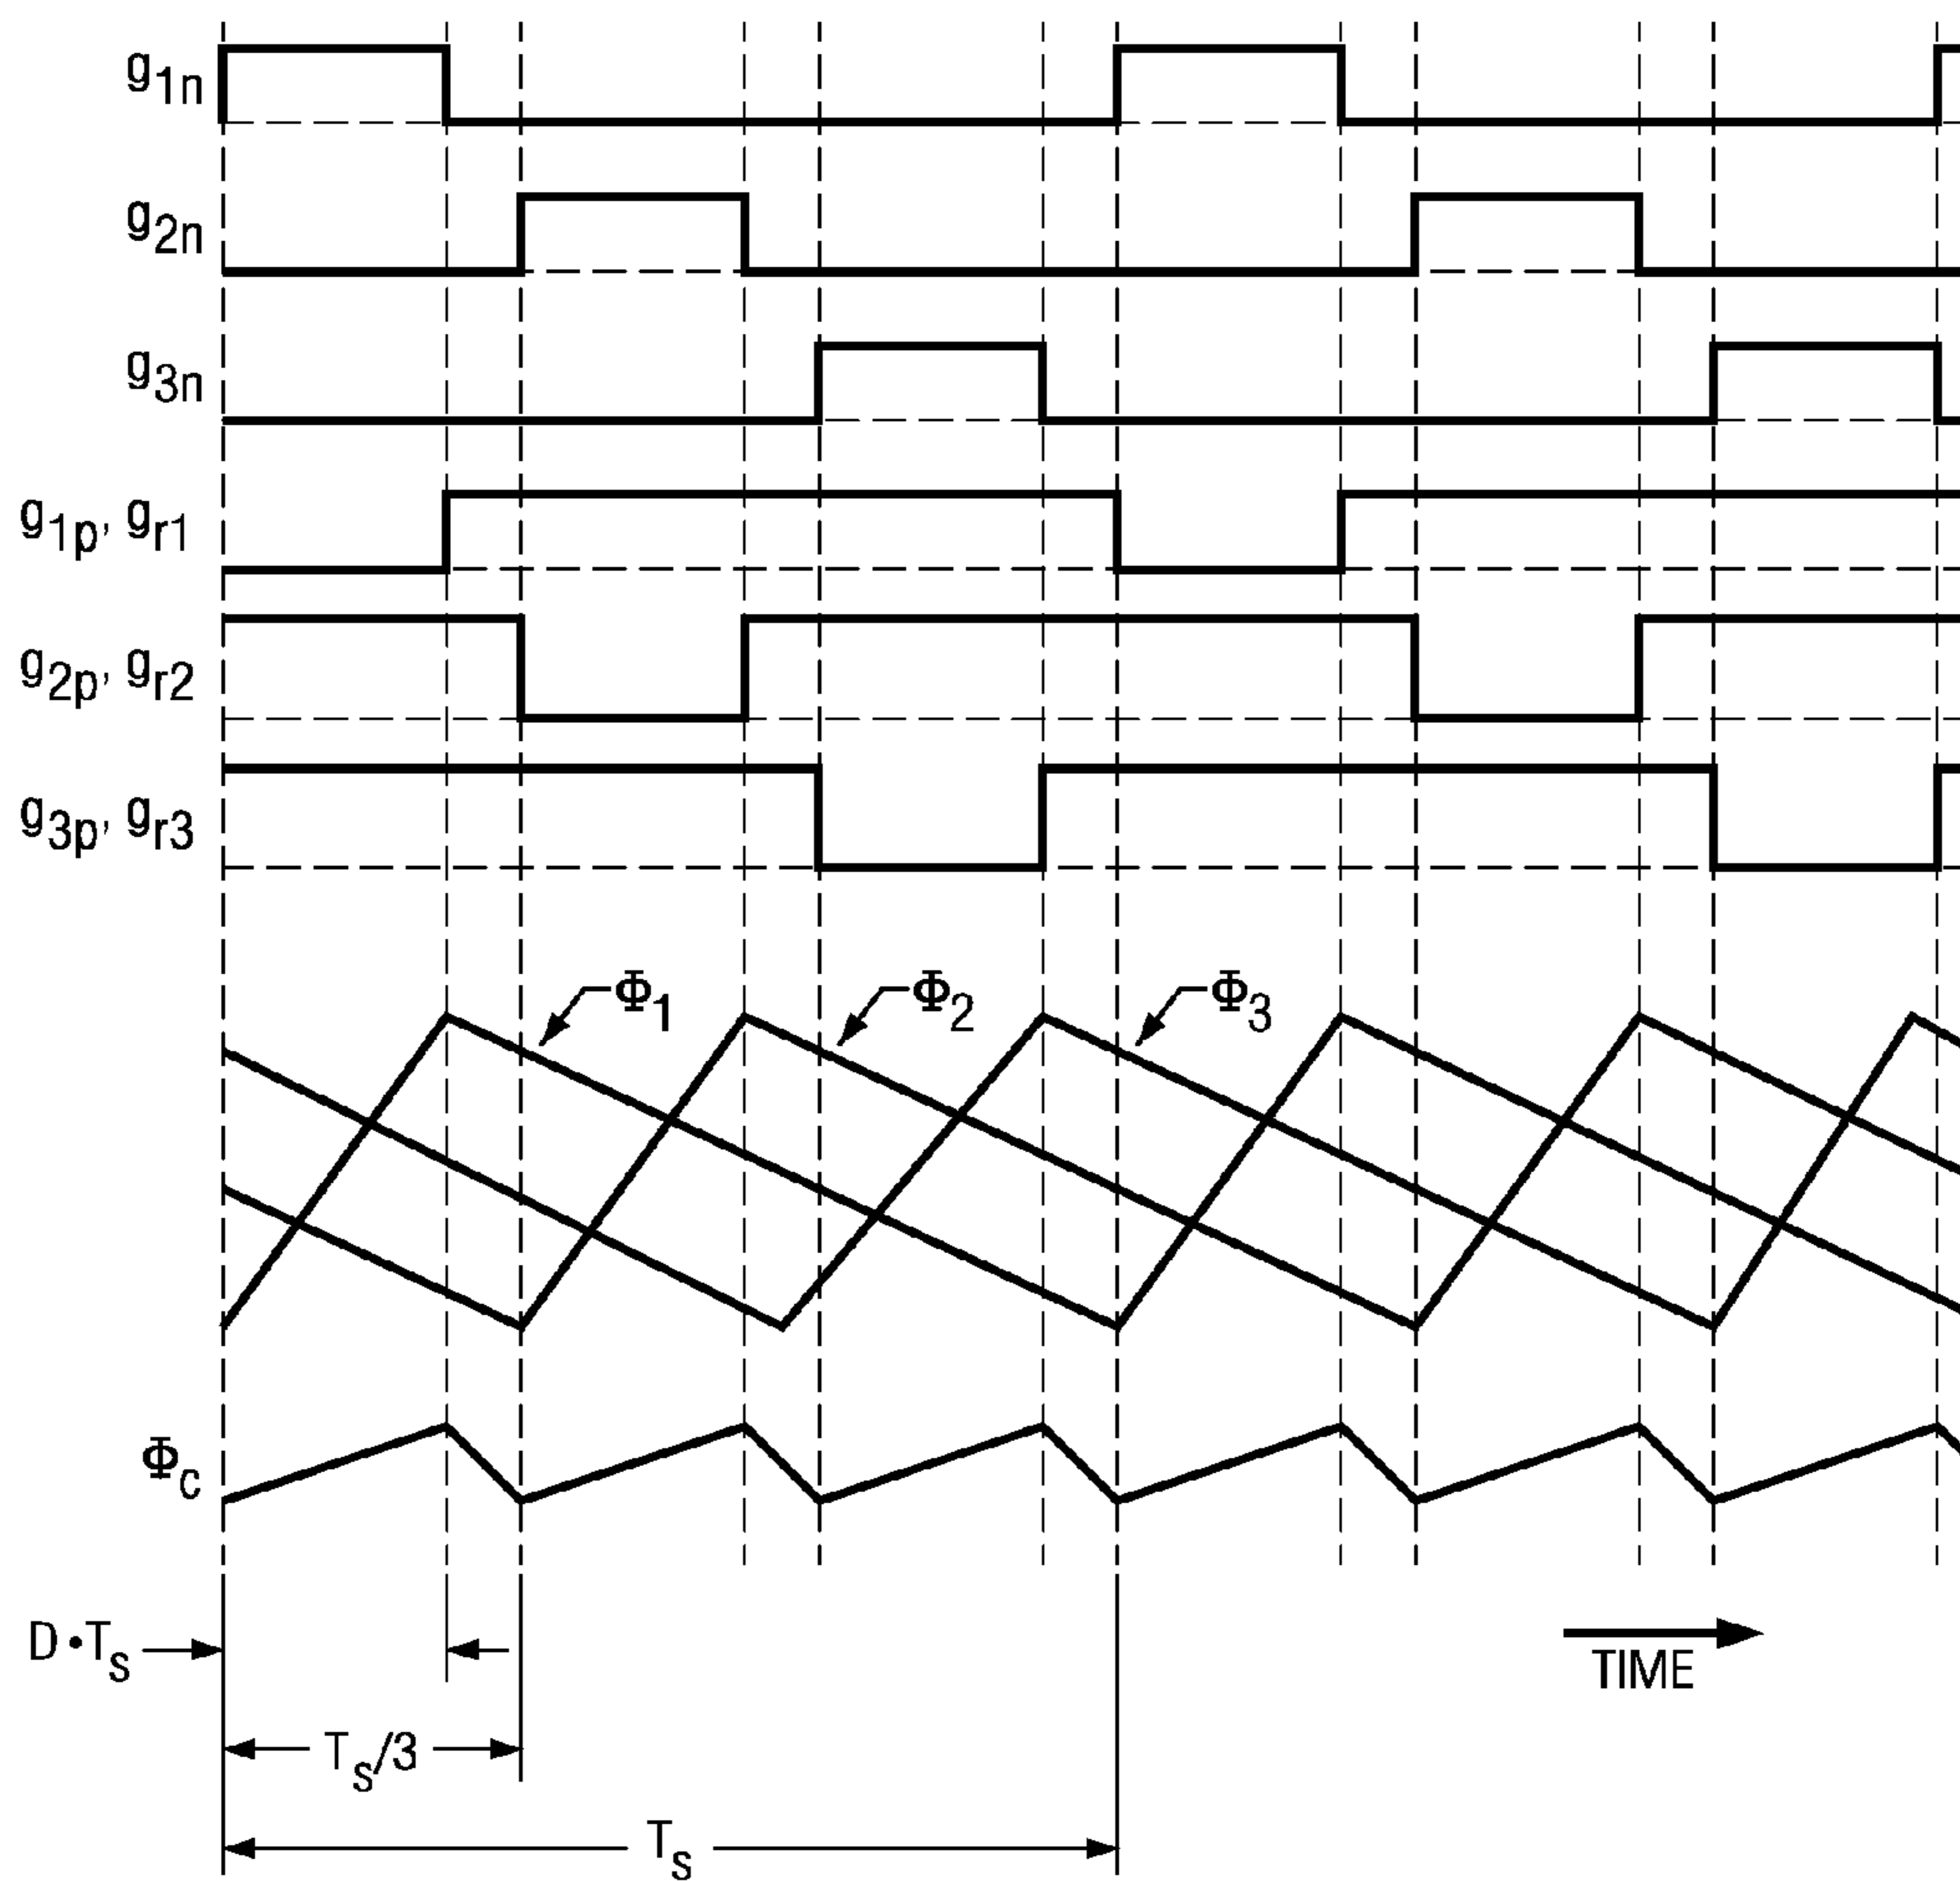 g1n
g2n
g3n
g1p, gr1
g2p, gr2
g3p, gr3
Φ1 Φ2 Φ3
Φc
D•Ts
TIME
Ts/3
Ts